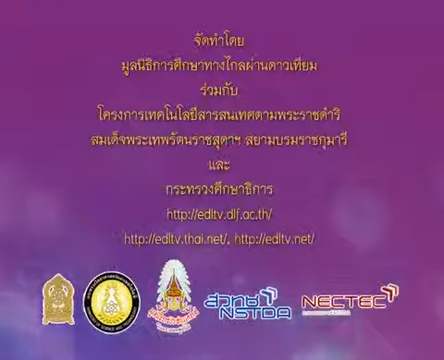 จัดทำโดย
มูลนิธิการศึกษาทางไกลผ่านดาวเทียม
ร่วมกับ
โครงการเทคโนโลยีสารสนเทศตามพระราชดำริ
สมเด็จพระเทพรัตนราชสุดาฯ สยามบรมราชกุมารี
และ
กระทรวงศึกษาธิการ
http://edltv.dlf.ac.th/
http://edltv.thai.net/, http://edltv.net/
สวทช NECTEC
NSTDA